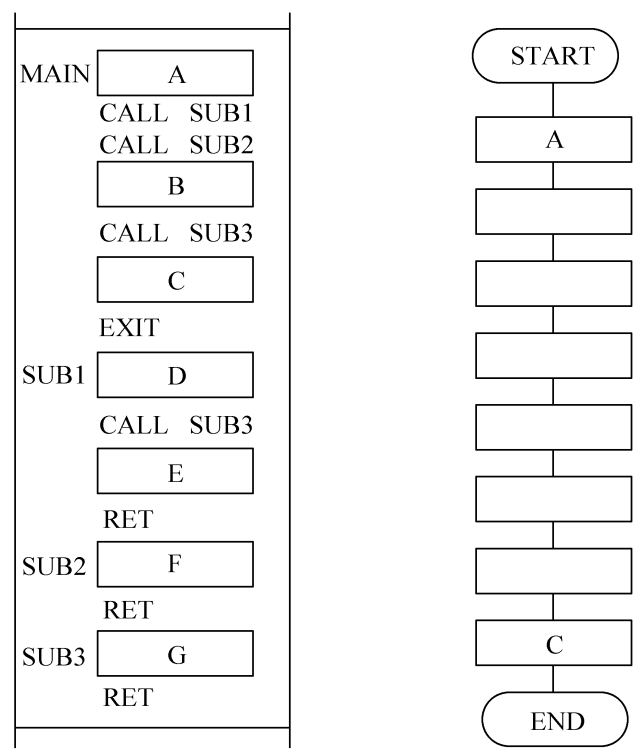 MAIN A
CALL SUB1
CALL SUB2
B
CALL SUB3
C
EXIT
SUB1 D
CALL SUB3
E
RET
SUB2 F
RET
SUB3 G
RET
START
A
C
END